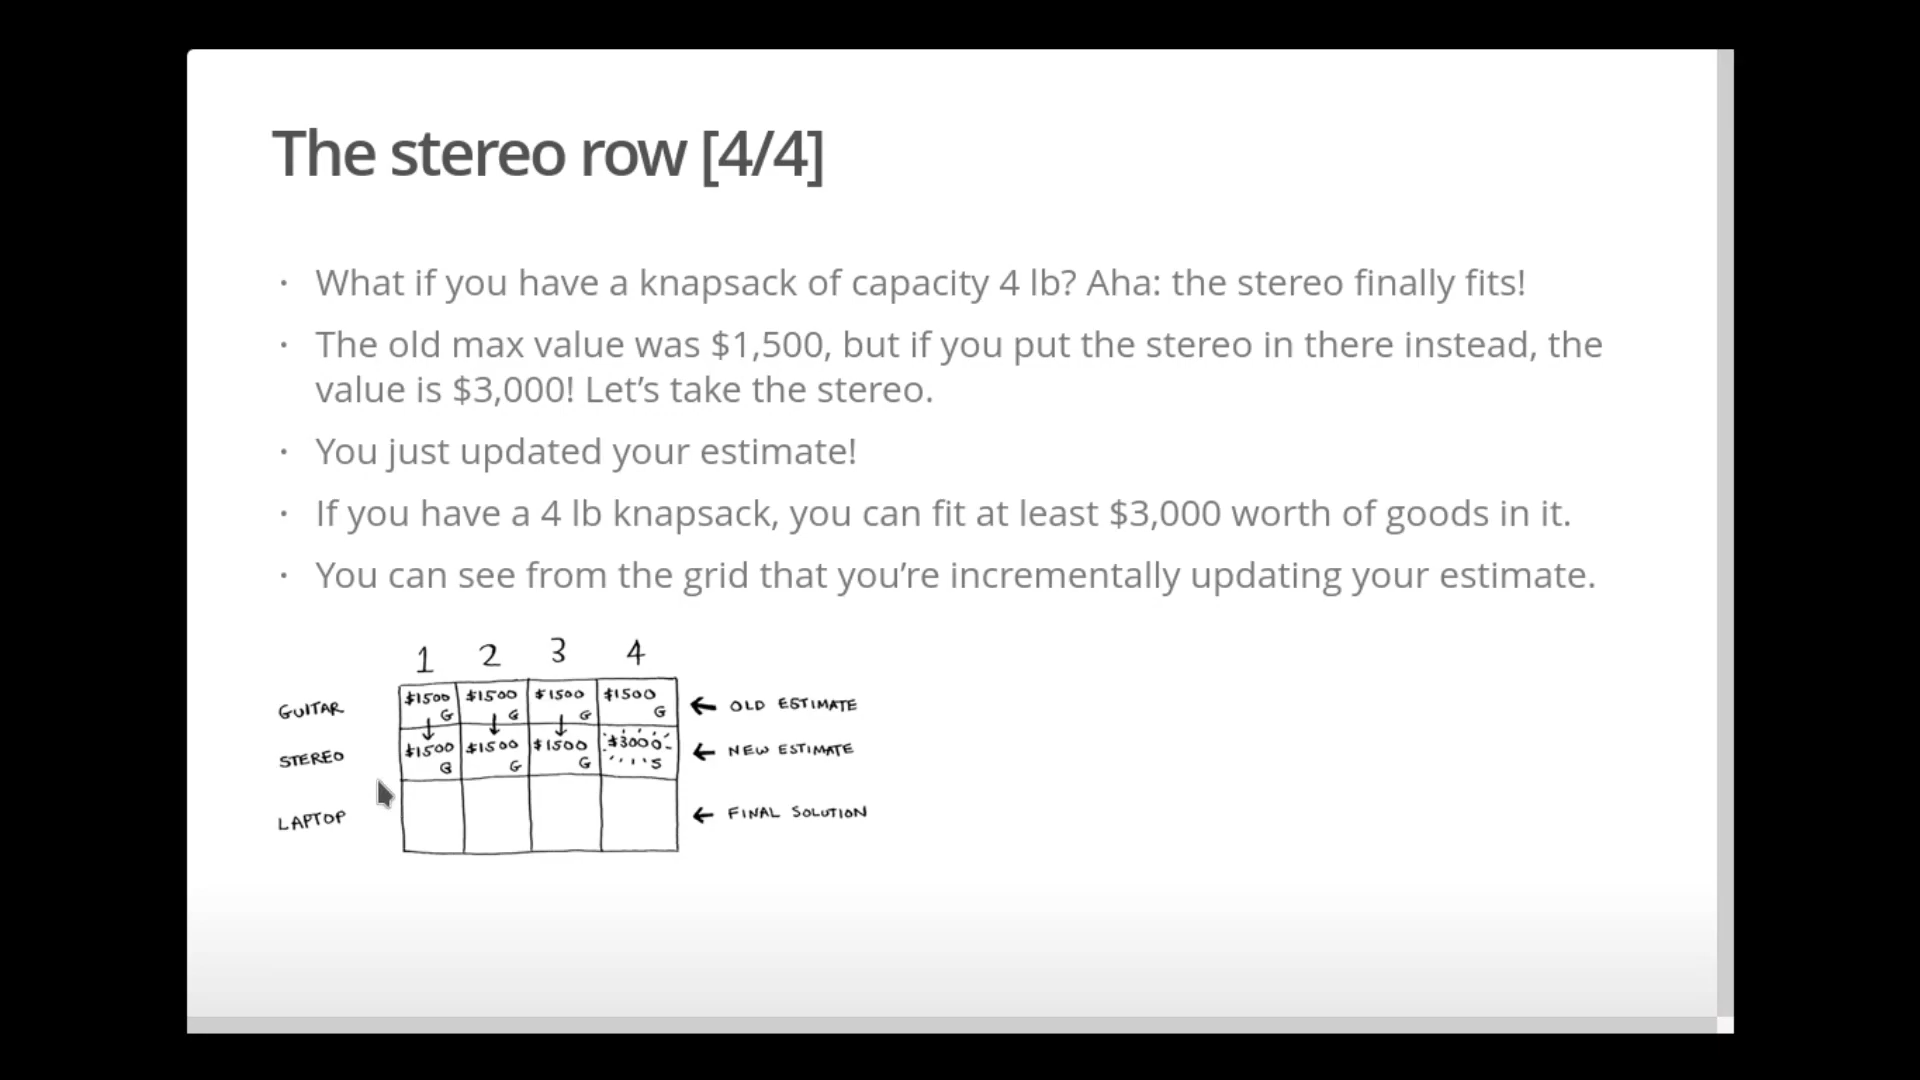 The stereo row [4/4]
· What if you have a knapsack of capacity 4 lb? Aha: the stereo finally fits!
· The old max value was $1,500, but if you put the stereo in there instead, the
value is $3,000! Let’s take the stereo.
· You just updated your estimate!
· If you have a 4 lb knapsack, you can fit at least $3,000 worth of goods in it.
· You can see from the grid that you’re incrementally updating your estimate.
1 2 3 4
GUITAR $1500 G $1500 G $1500 G $1500 G ← OLD ESTIMATE
STEREO $1500 G $1500 G $1500 G $3000 S ← NEW ESTIMATE
LAPTOP ← FINAL SOLUTION